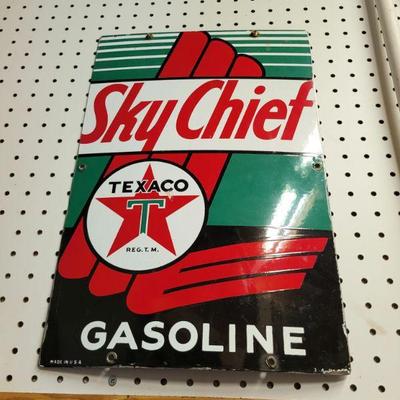 Sky Chief
TEXACO
T
REG. T. M.
GASOLINE
MADE IN U.S.A